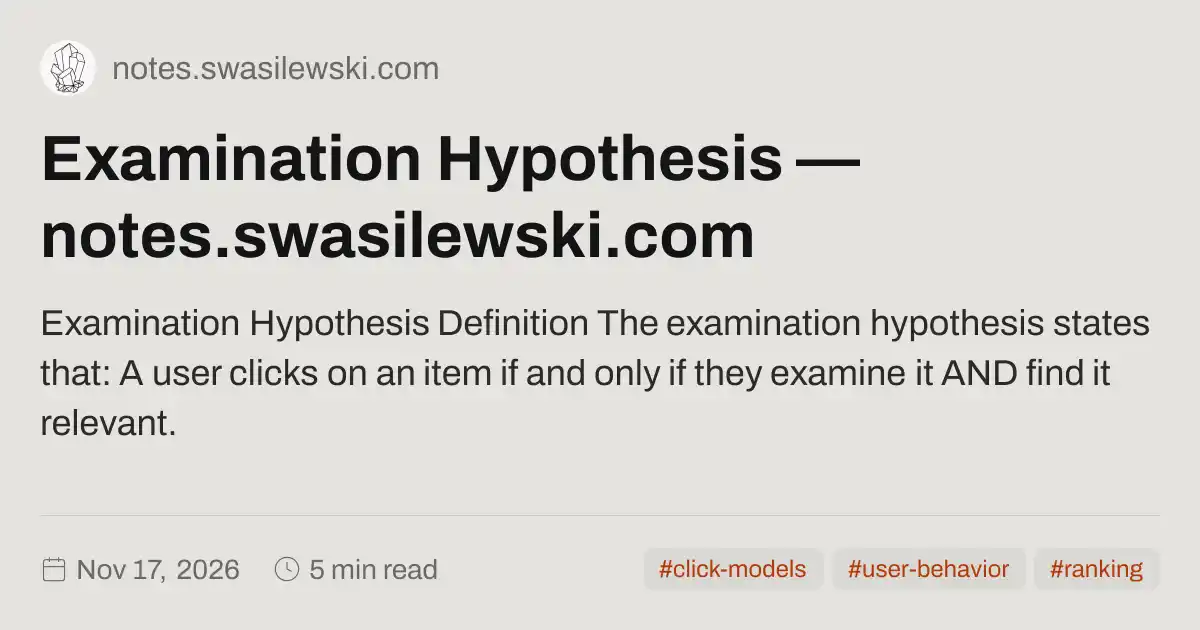 notes.swasilewski.com
Examination Hypothesis —
notes.swasilewski.com
Examination Hypothesis Definition The examination hypothesis states
that: A user clicks on an item if and only if they examine it AND find it
relevant.
Nov 17, 2026 5 min read #click-models #user-behavior #ranking